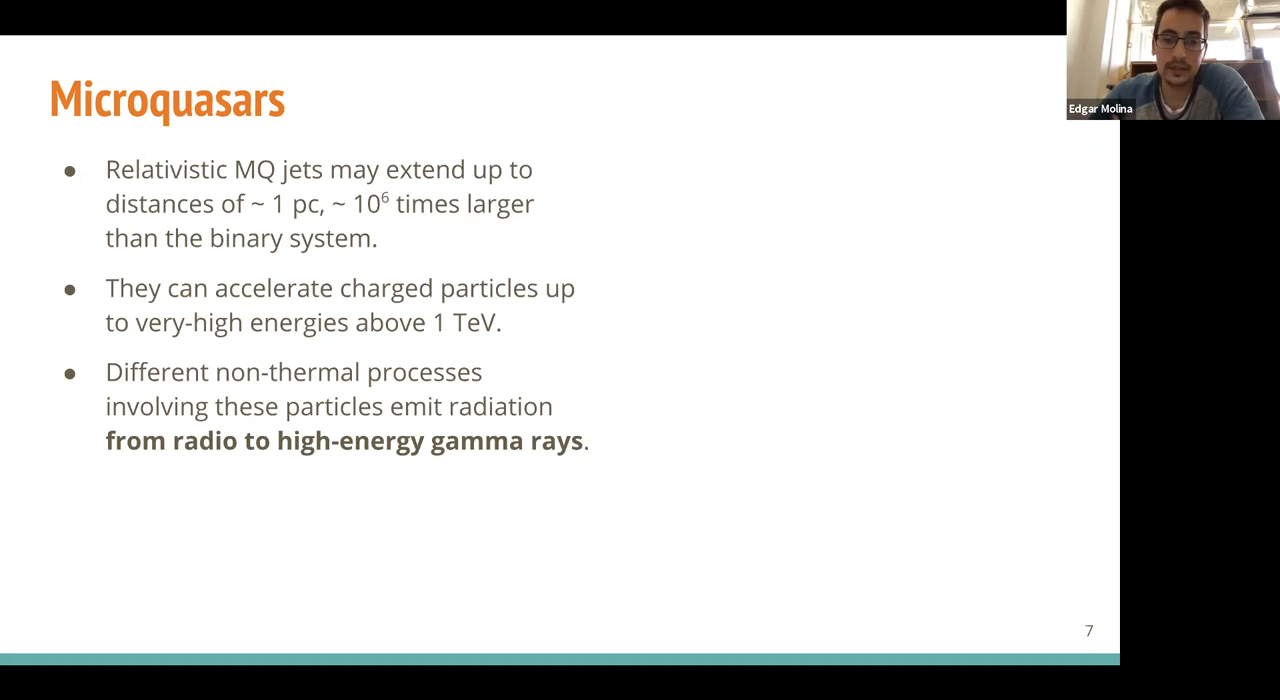 Microquasars
● Relativistic MQ jets may extend up to
distances of ~ 1 pc, ~ 10⁶ times larger
than the binary system.
● They can accelerate charged particles up
to very-high energies above 1 TeV.
● Different non-thermal processes
involving these particles emit radiation
from radio to high-energy gamma rays.
7
Edgar Molina